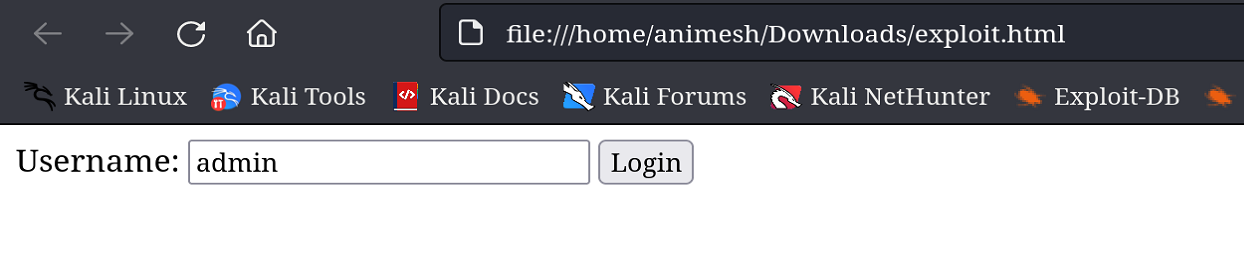 file:///home/animesh/Downloads/exploit.html
Kali Linux Kali Tools Kali Docs Kali Forums Kali NetHunter Exploit-DB
Username: admin Login